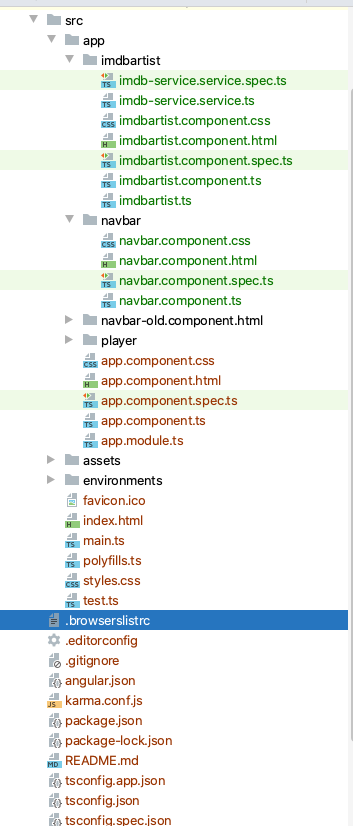 src
app
imdbartist
imdb-service.service.spec.ts
imdb-service.service.ts
imdbartist.component.css
imdbartist.component.html
imdbartist.component.spec.ts
imdbartist.component.ts
imdbartist.ts
navbar
navbar.component.css
navbar.component.html
navbar.component.spec.ts
navbar.component.ts
navbar-old.component.html
player
app.component.css
app.component.html
app.component.spec.ts
app.component.ts
app.module.ts
assets
environments
favicon.ico
index.html
main.ts
polyfills.ts
styles.css
test.ts
.browserslistrc
.editorconfig
.gitignore
angular.json
karma.conf.js
package.json
package-lock.json
README.md
tsconfig.app.json
tsconfig.json
tsconfig.spec.json